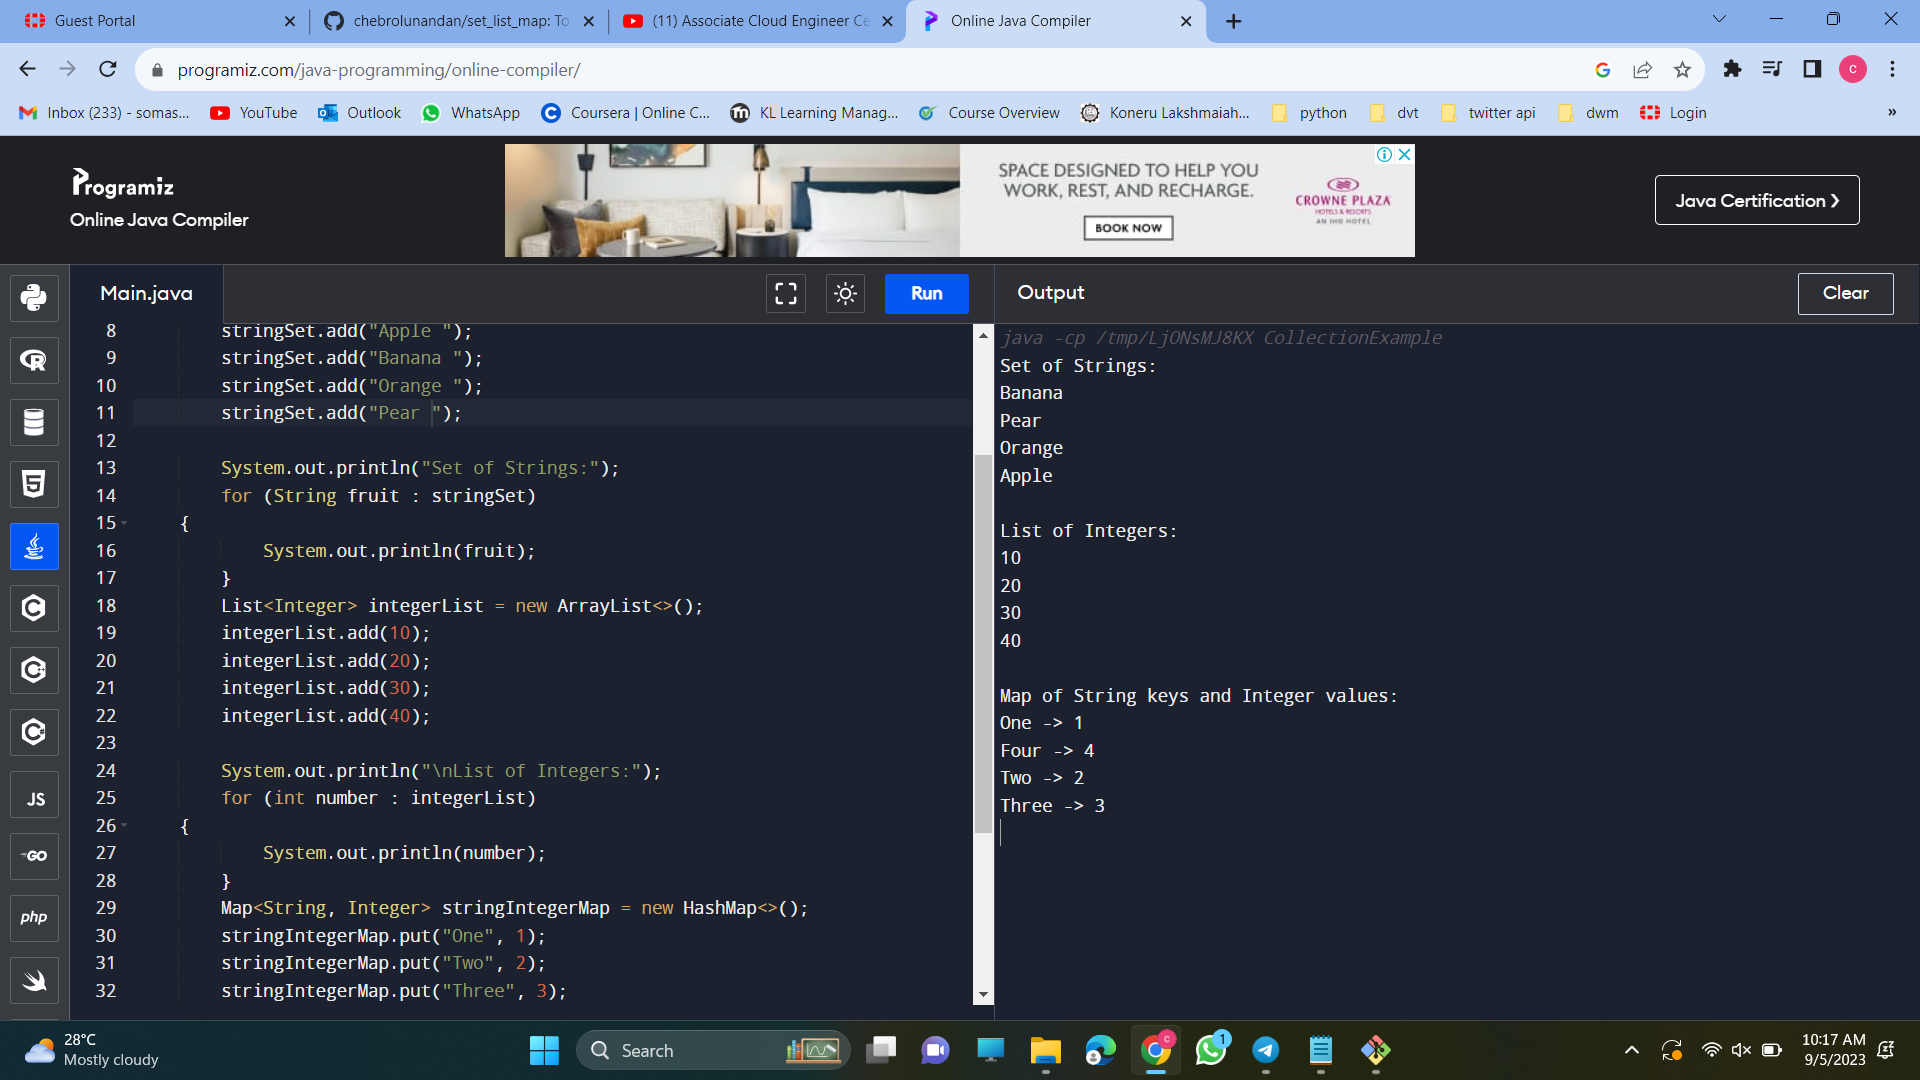 Guest Portal
chebrolunandan/set_list_map: To
(11) Associate Cloud Engineer Ce
Online Java Compiler
programiz.com/java-programming/online-compiler/
c
Inbox (233) - somas...
YouTube
Outlook
WhatsApp
Coursera | Online C...
KL Learning Manag...
Course Overview
Koneru Lakshmaiah...
python
dvt
twitter api
dwm
Login
»
Programiz
Online Java Compiler
SPACE DESIGNED TO HELP YOU
WORK, REST, AND RECHARGE.
BOOK NOW
CROWNE PLAZA
HOTELS & RESORTS
AN IHG HOTEL
Java Certification ❯
Main.java
Run
Output
Clear
8 stringSet.add("Apple ");
9 stringSet.add("Banana ");
10 stringSet.add("Orange ");
11 stringSet.add("Pear ");
12
13 System.out.println("Set of Strings:");
14 for (String fruit : stringSet)
15 {
16 System.out.println(fruit);
17 }
18 List<Integer> integerList = new ArrayList<>();
19 integerList.add(10);
20 integerList.add(20);
21 integerList.add(30);
22 integerList.add(40);
23
24 System.out.println("\nList of Integers:");
25 for (int number : integerList)
26 {
27 System.out.println(number);
28 }
29 Map<String, Integer> stringIntegerMap = new HashMap<>();
30 stringIntegerMap.put("One", 1);
31 stringIntegerMap.put("Two", 2);
32 stringIntegerMap.put("Three", 3);
java -cp /tmp/LjONsMJ8KX CollectionExample
Set of Strings:
Banana
Pear
Orange
Apple
List of Integers:
10
20
30
40
Map of String keys and Integer values:
One -> 1
Four -> 4
Two -> 2
Three -> 3
R
5
C
C
C
JS
GO
php
28°C
Mostly cloudy
Search
C
1
10:17 AM
9/5/2023